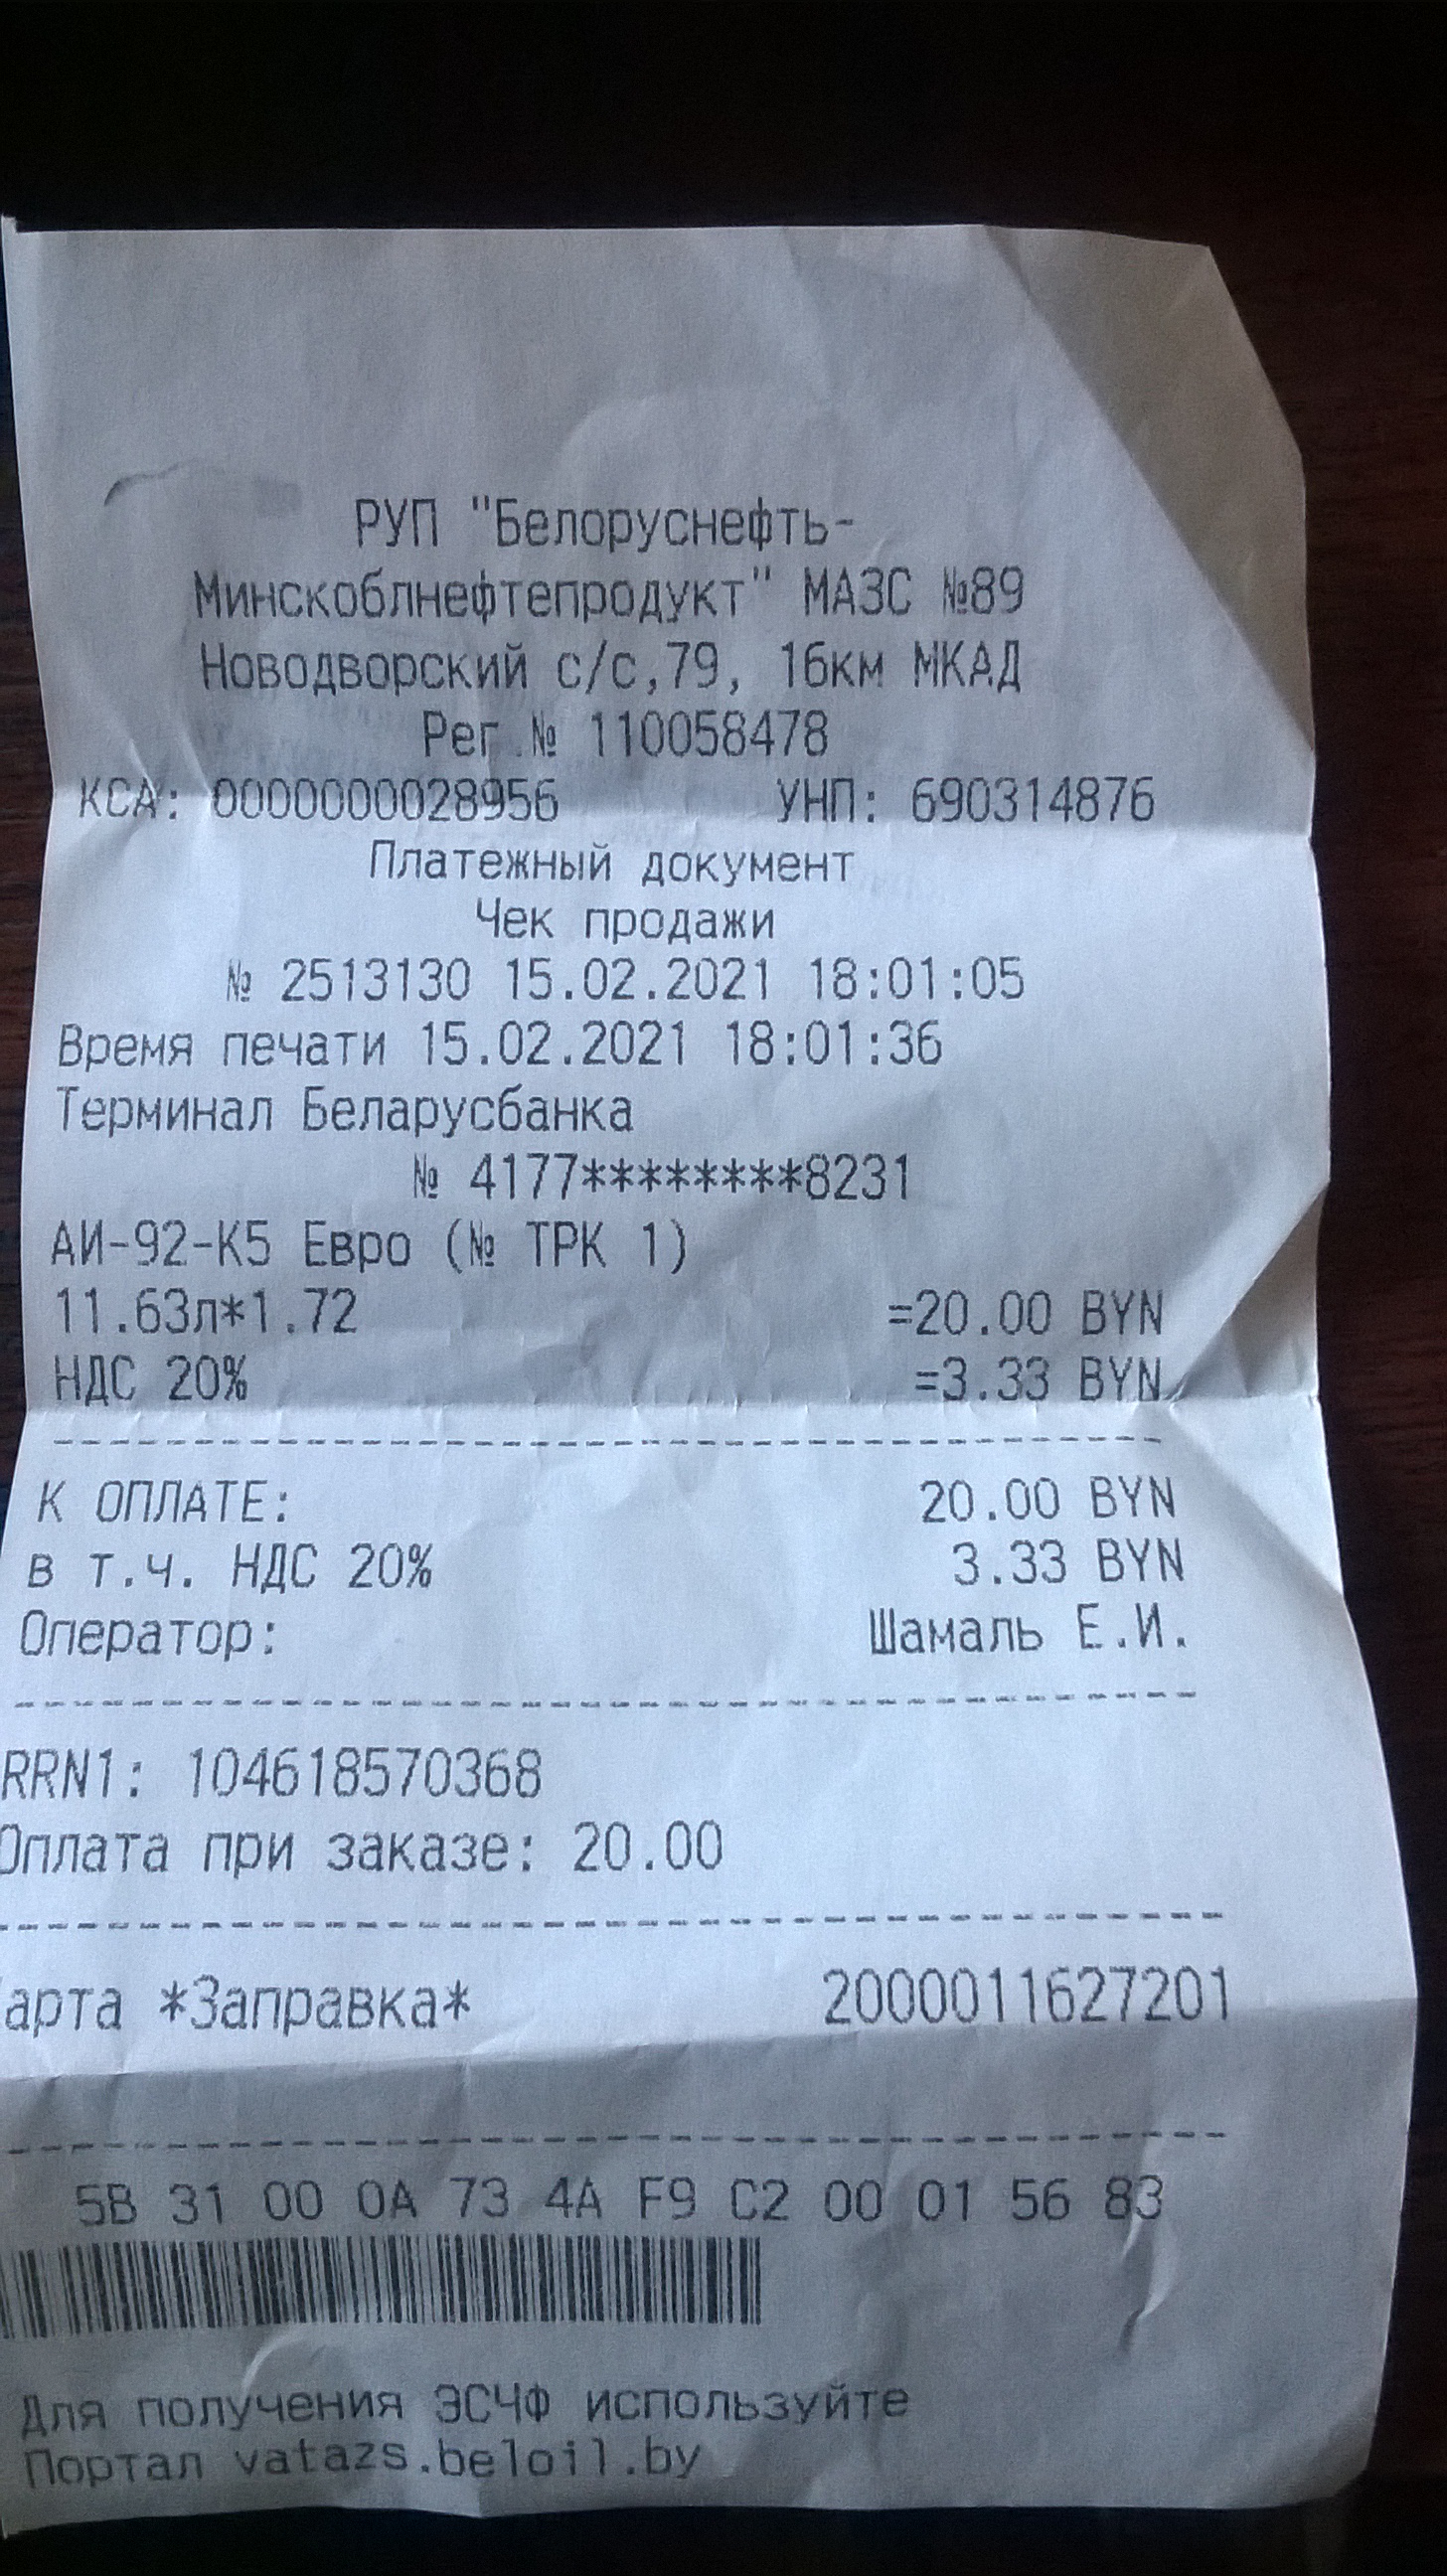 РУП "Белоруснефть-
Минскоблнефтепродукт" МАЗС №89
Новодворский с/с,79, 16км МКАД
Рег № 110058478
КСА: 0000000028956 УНП: 690314876
Платежный документ
Чек продажи
№ 2513130 15.02.2021 18:01:05
Время печати 15.02.2021 18:01:36
Терминал Беларусбанка
№ 4177********8231
АИ-92-К5 Евро (№ ТРК 1)
11.63л*1.72 =20.00 BYN
НДС 20% =3.33 BYN
К ОПЛАТЕ: 20.00 BYN
в т.ч. НДС 20% 3.33 BYN
Оператор: Шамаль Е.И.
RRN1: 104618570368
Оплата при заказе: 20.00
арта *Заправка* 2000011627201
5B 31 00 0A 73 4A F9 C2 00 01 56 83
Для получения ЭСЧФ используйте
Портал vatazs.beloil.by